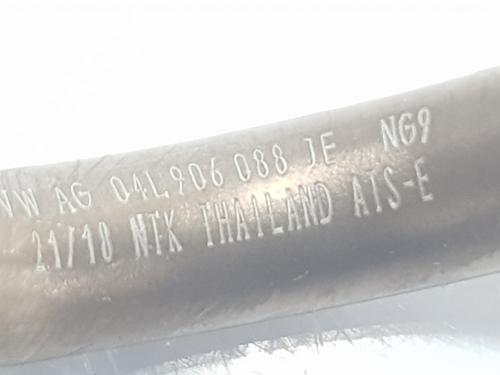 VW AG 04L.906 088 JE NG9
21/18 NTK THAILAND ATS-E